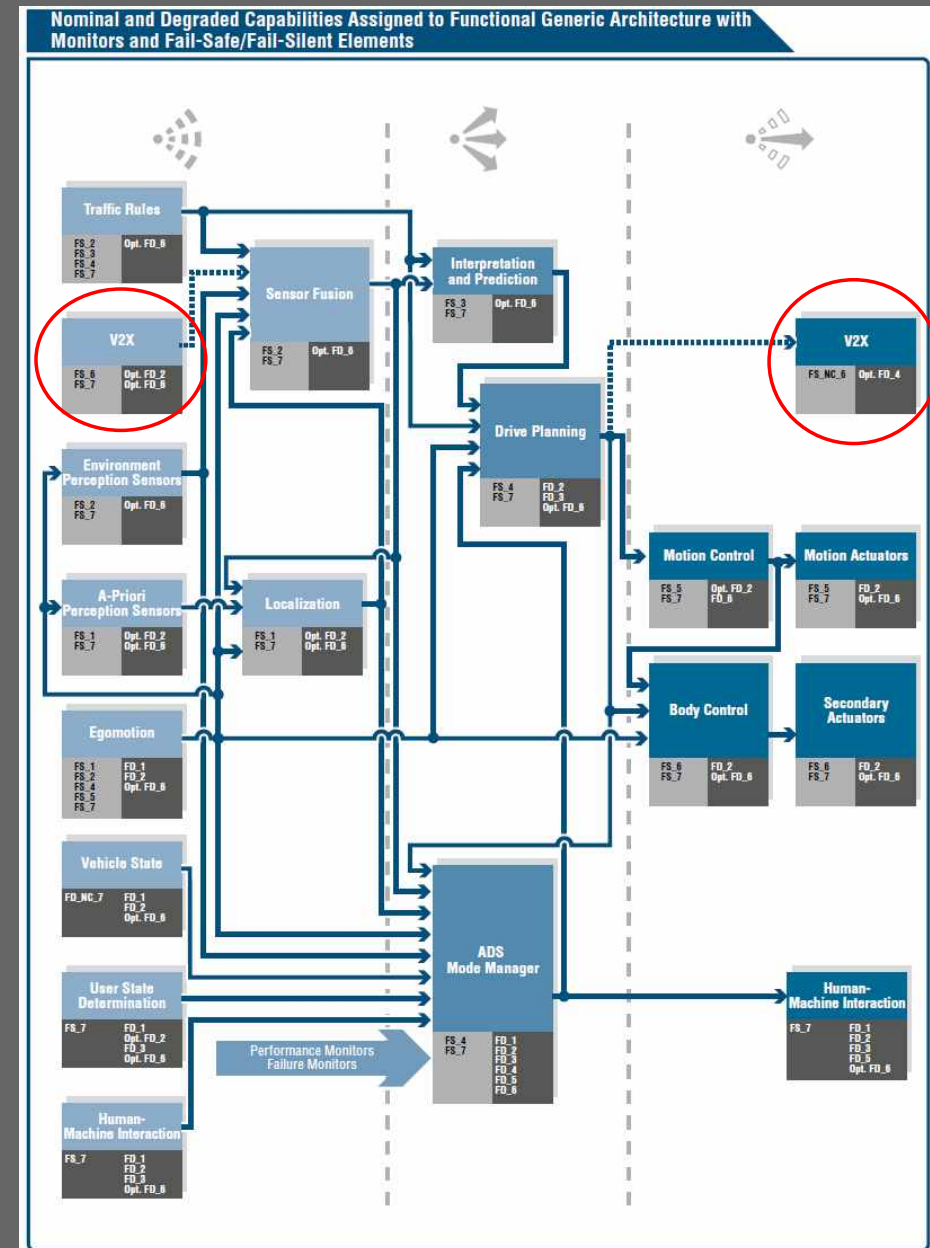 Nominal and Degraded Capabilities Assigned to Functional Generic Architecture with
Monitors and Fail-Safe/Fail-Silent Elements
Traffic Rules
FS_2
FS_3
FS_4
FS_7
Opt. FD_6
V2X
FS_6
FS_7
Opt. FD_2
Opt. FD_6
Environment
Perception Sensors
FS_2
FS_7
Opt. FD_6
A-Priori
Perception Sensors
FS_1
FS_7
Opt. FD_2
Opt. FD_6
Egomotion
FS_1
FS_2
FS_4
FS_5
FS_7
FD_1
FD_2
Opt. FD_6
Vehicle State
FD_NC_7
FD_1
FD_2
Opt. FD_6
User State
Determination
FS_7
FD_1
Opt. FD_2
FD_3
Opt. FD_6
Human-
Machine Interaction
FS_7
FD_1
FD_2
FD_3
Opt. FD_6
Sensor Fusion
FS_2
FS_7
Opt. FD_6
Localization
FS_1
FS_7
Opt. FD_2
Opt. FD_6
Performance Monitors
Failure Monitors
Interpretation
and Prediction
FS_3
FS_7
Opt. FD_6
Drive Planning
FS_4
FS_7
FD_2
FD_3
Opt. FD_6
ADS
Mode Manager
FS_4
FS_7
FD_1
FD_2
FD_3
FD_4
FD_5
FD_6
V2X
FS_NC_6
Opt. FD_4
Motion Control
FS_5
FS_7
Opt. FD_2
FD_6
Motion Actuators
FS_5
FS_7
FD_2
Opt. FD_6
Body Control
FS_6
FS_7
FD_2
Opt. FD_6
Secondary
Actuators
FS_6
FS_7
FD_2
Opt. FD_6
Human-
Machine Interaction
FS_7
FD_1
FD_2
FD_3
FD_5
Opt. FD_6